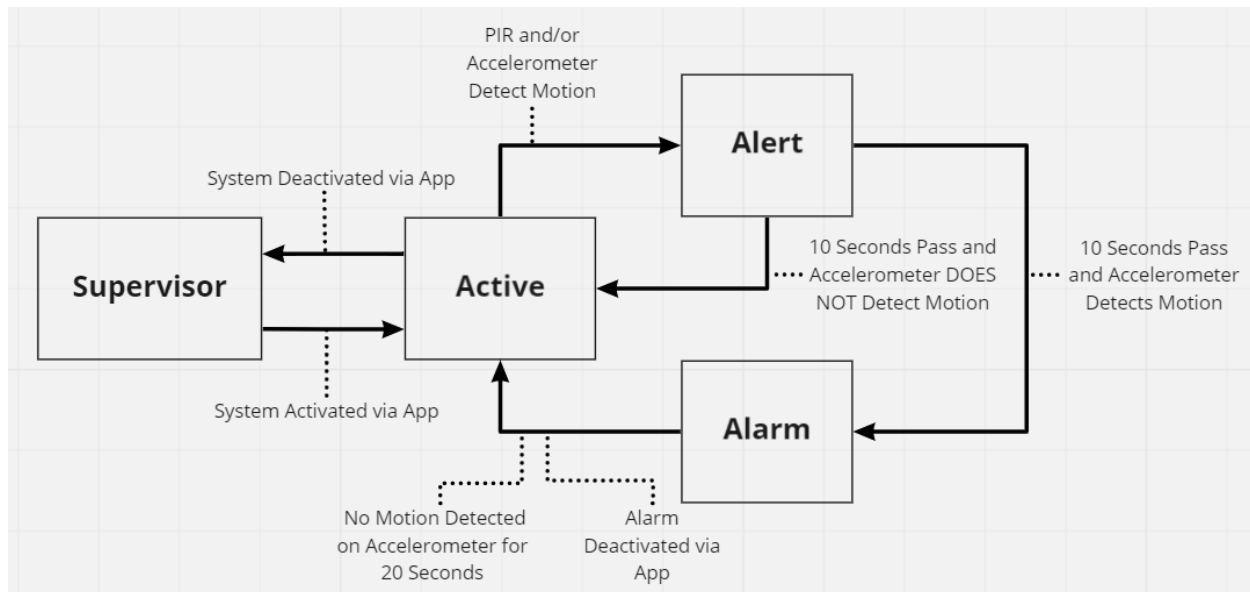 PIR and/or
Accelerometer
Detect Motion
Alert
System Deactivated via App
10 Seconds Pass and
Accelerometer DOES
NOT Detect Motion
10 Seconds Pass
and Accelerometer
Detects Motion
Supervisor
Active
System Activated via App
Alarm
No Motion Detected
on Accelerometer for
20 Seconds
Alarm
Deactivated via
App